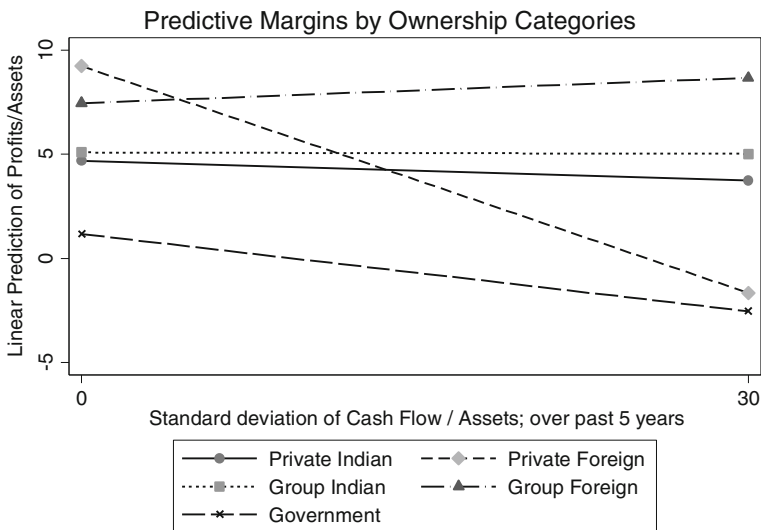 Predictive Margins by Ownership Categories
Linear Prediction of Profits/Assets
10
5
0
-5
0
30
Standard deviation of Cash Flow / Assets; over past 5 years
Private Indian
Private Foreign
Group Indian
Group Foreign
Government